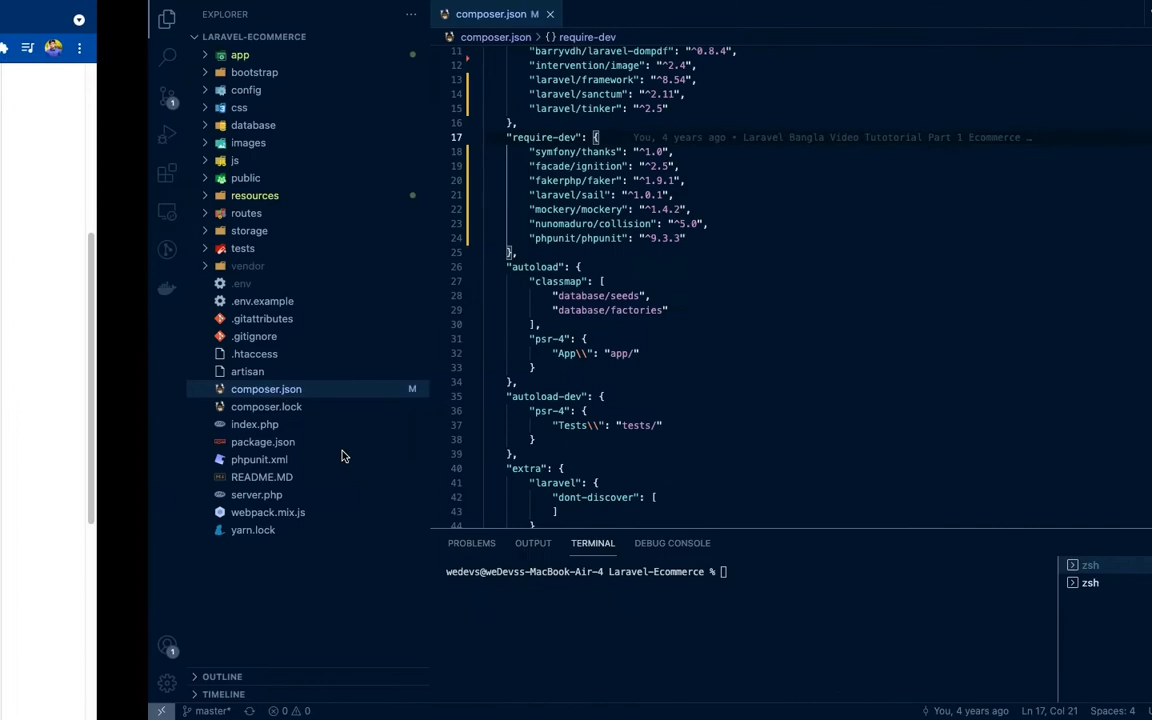 EXPLORER
LARAVEL-ECOMMERCE
app
bootstrap
config
css
database
images
js
public
resources
routes
storage
tests
vendor
.env
.env.example
.gitattributes
.gitignore
.htaccess
artisan
composer.json M
composer.lock
index.php
package.json
phpunit.xml
README.MD
server.php
webpack.mix.js
yarn.lock
OUTLINE
TIMELINE
1
1
composer.json M
composer.json > {} require-dev
11 "barryvdh/laravel-dompdf": "^0.8.4",
12 "intervention/image": "^2.4",
13 "laravel/framework": "^8.54",
14 "laravel/sanctum": "^2.11",
15 "laravel/tinker": "^2.5"
16 },
17 "require-dev": { You, 4 years ago • Laravel Bangla Video Tutotorial Part 1 Ecommerce …
18 "symfony/thanks": "^1.0",
19 "facade/ignition": "^2.5",
20 "fakerphp/faker": "^1.9.1",
21 "laravel/sail": "^1.0.1",
22 "mockery/mockery": "^1.4.2",
23 "nunomaduro/collision": "^5.0",
24 "phpunit/phpunit": "^9.3.3"
25 },
26 "autoload": {
27 "classmap": [
28 "database/seeds",
29 "database/factories"
30 ],
31 "psr-4": {
32 "App\\": "app/"
33 }
34 },
35 "autoload-dev": {
36 "psr-4": {
37 "Tests\\": "tests/"
38 }
39 },
40 "extra": {
41 "laravel": {
42 "dont-discover": [
43 ]
44 }
PROBLEMS OUTPUT TERMINAL DEBUG CONSOLE
wedevs@weDevss-MacBook-Air-4 Laravel-Ecommerce %
zsh
zsh
master* 0 0 You, 4 years ago Ln 17, Col 21 Spaces: 4